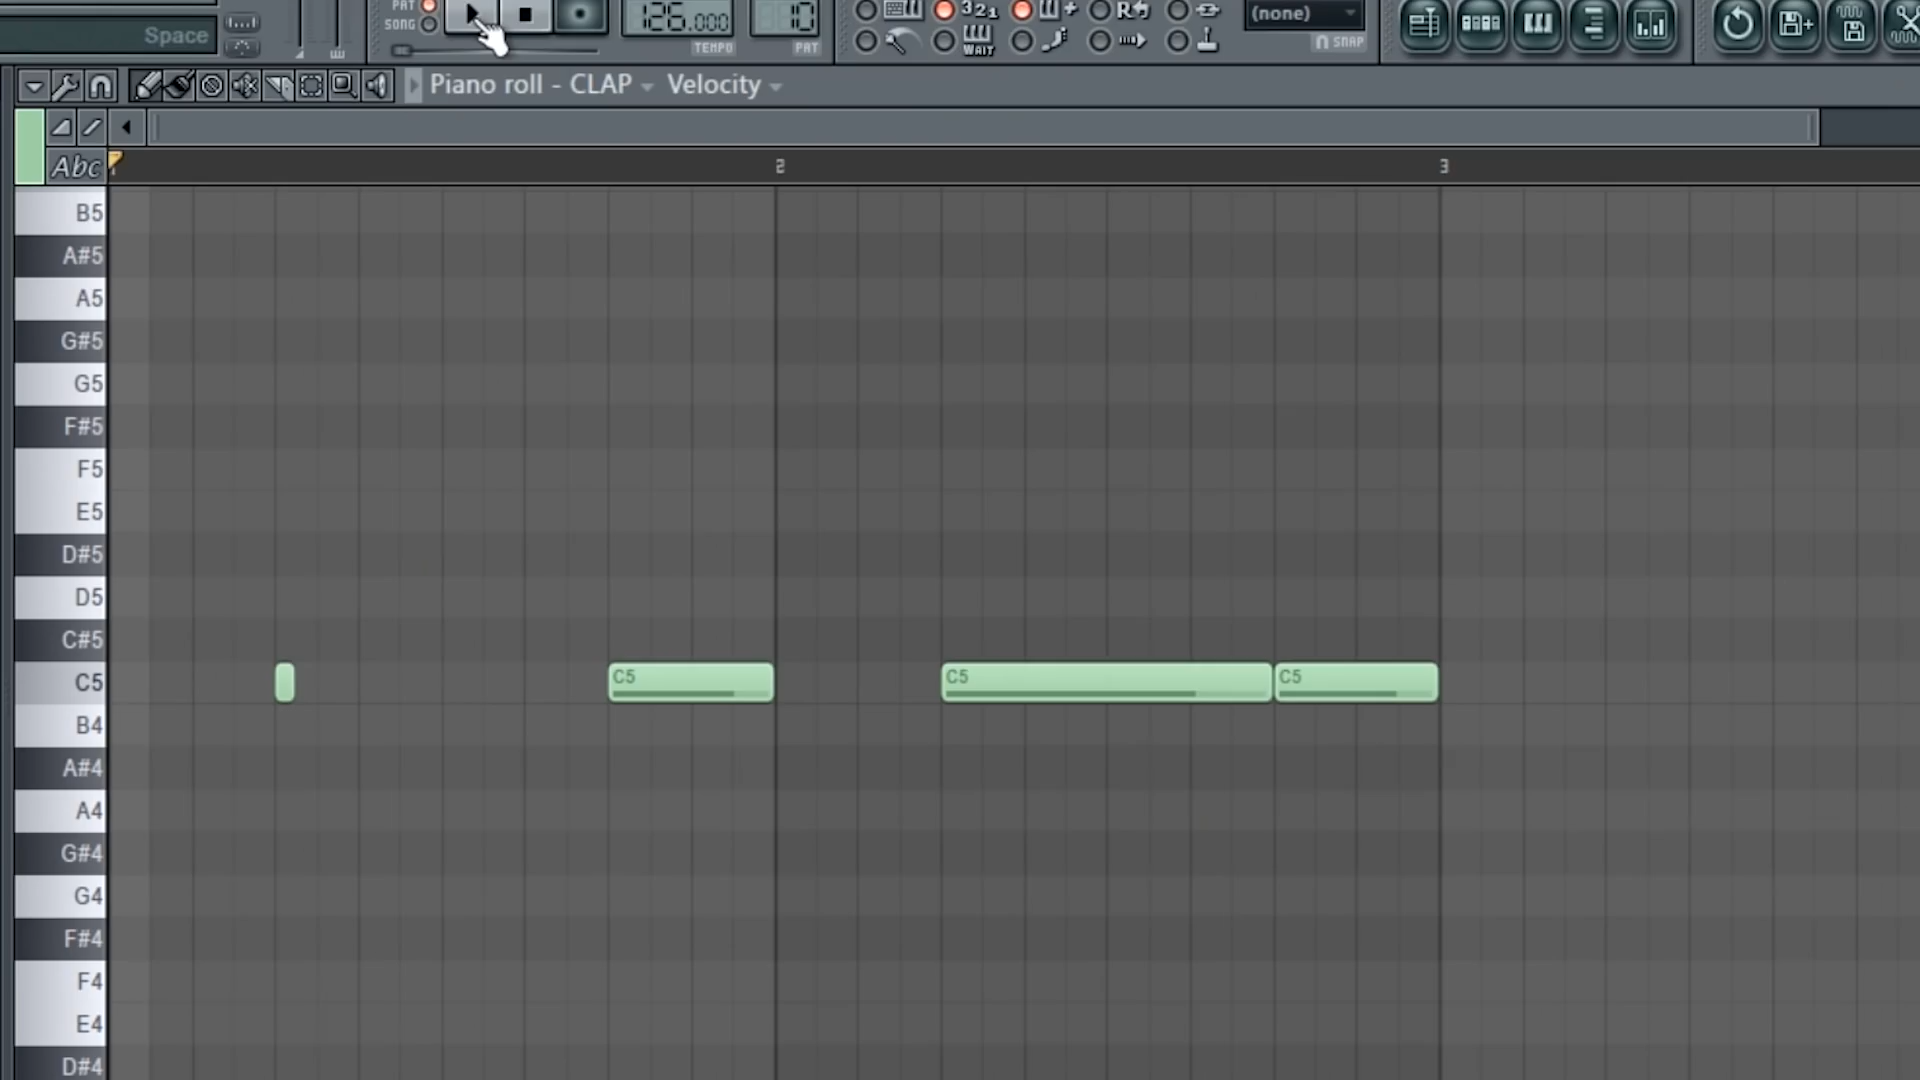 PAT
SONG
Space
126.000
TEMPO
10
PAT
321
WAIT
R
(none)
SNAP
Piano roll - CLAP
Velocity
Abc
2
3
B5
A#5
A5
G#5
G5
F#5
F5
E5
D#5
D5
C#5
C5
C5
C5
C5
B4
A#4
A4
G#4
G4
F#4
F4
E4
D#4